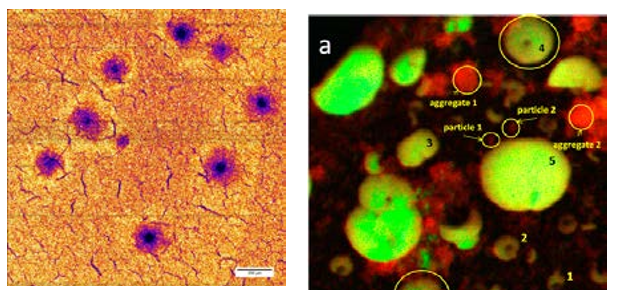 a
4
aggregate 1
particle 2
particle 1
aggregate 2
3
5
2
1